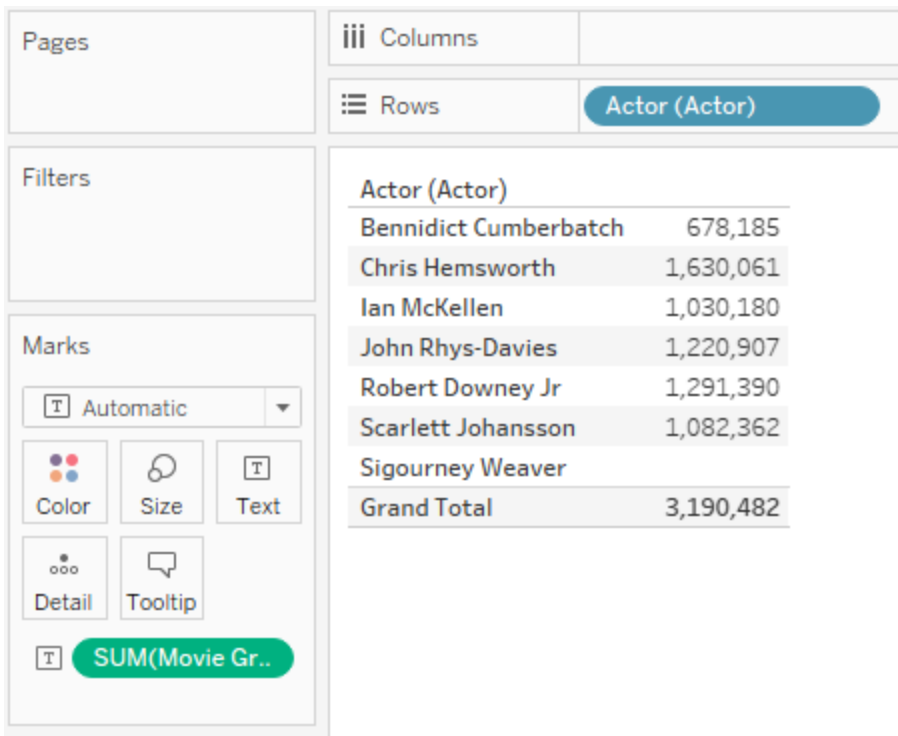 Pages
Columns
Rows
Actor (Actor)
Filters
Actor (Actor)
Bennidict Cumberbatch 678,185
Chris Hemsworth 1,630,061
Ian McKellen 1,030,180
John Rhys-Davies 1,220,907
Robert Downey Jr 1,291,390
Scarlett Johansson 1,082,362
Sigourney Weaver
Grand Total 3,190,482
Marks
T Automatic
Color Size T Text
Detail Tooltip
T SUM(Movie Gr..